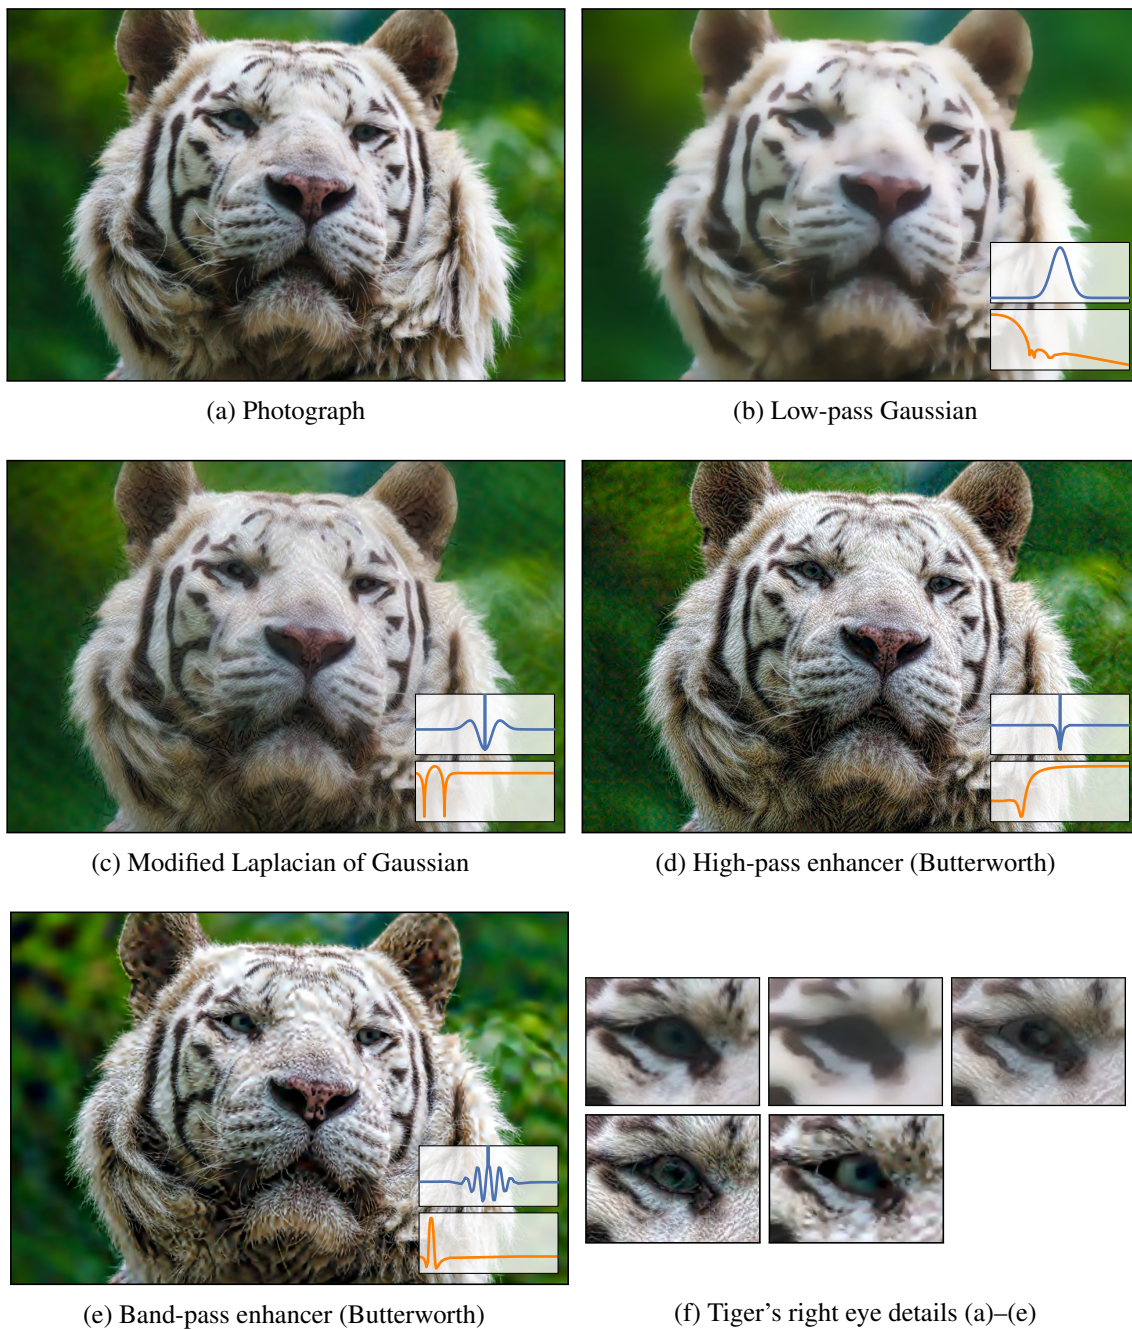 (a) Photograph
(b) Low-pass Gaussian
(c) Modified Laplacian of Gaussian
(d) High-pass enhancer (Butterworth)
(e) Band-pass enhancer (Butterworth)
(f) Tiger's right eye details (a)–(e)